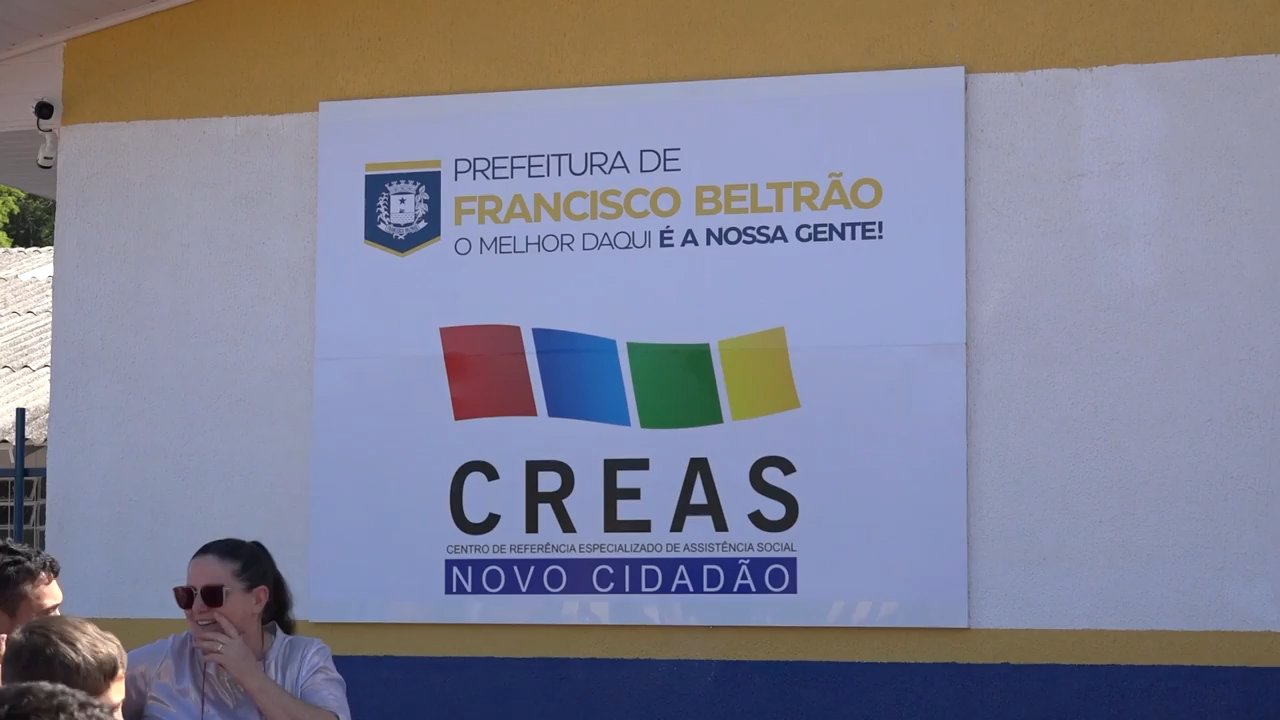 PREFEITURA DE
FRANCISCO BELTRÃO
O MELHOR DAQUI É A NOSSA GENTE!
CREAS
CENTRO DE REFERÊNCIA ESPECIALIZADO DE ASSISTÊNCIA SOCIAL
NOVO CIDADÃO